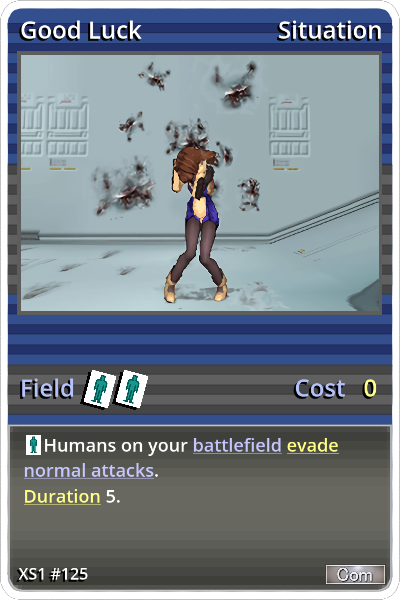 Good Luck Situation
Field Cost 0
Humans on your battlefield evade
normal attacks.
Duration 5.
XS1 #125 Com